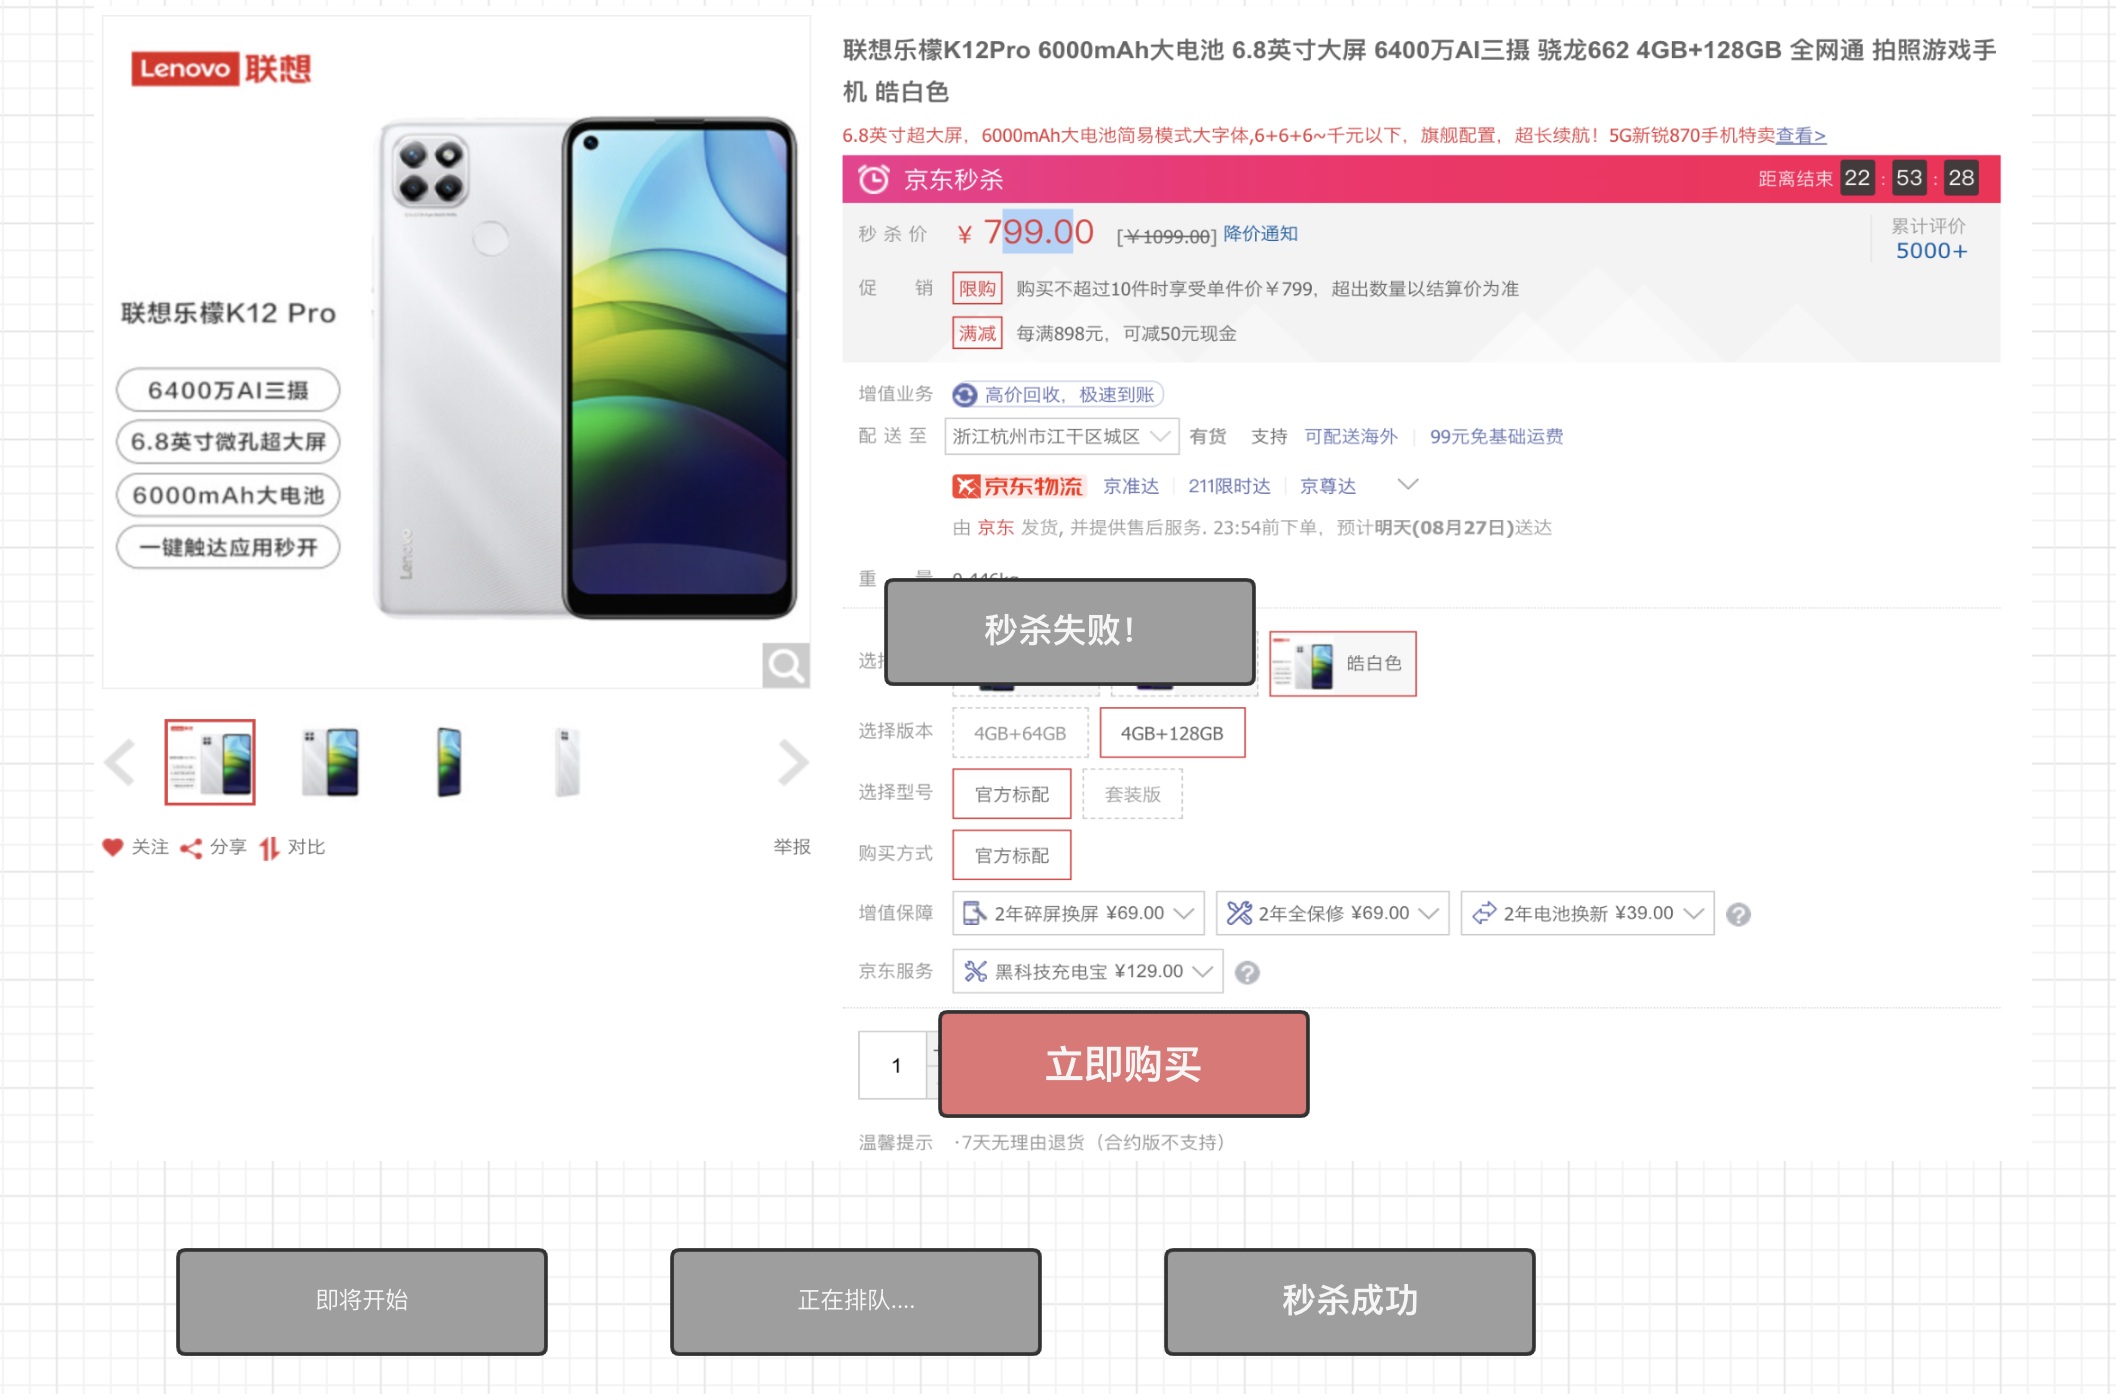 Lenovo 联想
联想乐檬K12 Pro
6400万AI三摄
6.8英寸微孔超大屏
6000mAh大电池
一键触达应用秒开
Lenovo
关注 分享 对比 举报
联想乐檬K12Pro 6000mAh大电池 6.8英寸大屏 6400万AI三摄 骁龙662 4GB+128GB 全网通 拍照游戏手
机 皓白色
6.8英寸超大屏，6000mAh大电池简易模式大字体,6+6+6~千元以下，旗舰配置，超长续航！5G新锐870手机特卖查看>
京东秒杀 距离结束 22 : 53 : 28
秒杀价 ￥ 799.00 [￥1099.00] 降价通知 累计评价
5000+
促 销 限购 购买不超过10件时享受单件价￥799，超出数量以结算价为准
满减 每满898元，可减50元现金
增值业务 高价回收，极速到账
配送至 浙江杭州市江干区城区 有货 支持 可配送海外 99元免基础运费
京东物流 京准达 211限时达 京尊达
由 京东 发货, 并提供售后服务. 23:54前下单，预计明天(08月27日)送达
重 量 0.446kg
秒杀失败！
皓白色
选择版本 4GB+64GB 4GB+128GB
选择型号 官方标配 套装版
购买方式 官方标配
增值保障 2年碎屏换屏 ¥69.00 2年全保修 ¥69.00 2年电池换新 ¥39.00 ?
京东服务 黑科技充电宝 ¥129.00 ?
1 立即购买
温馨提示 ·7天无理由退货（合约版不支持）
即将开始 正在排队.... 秒杀成功